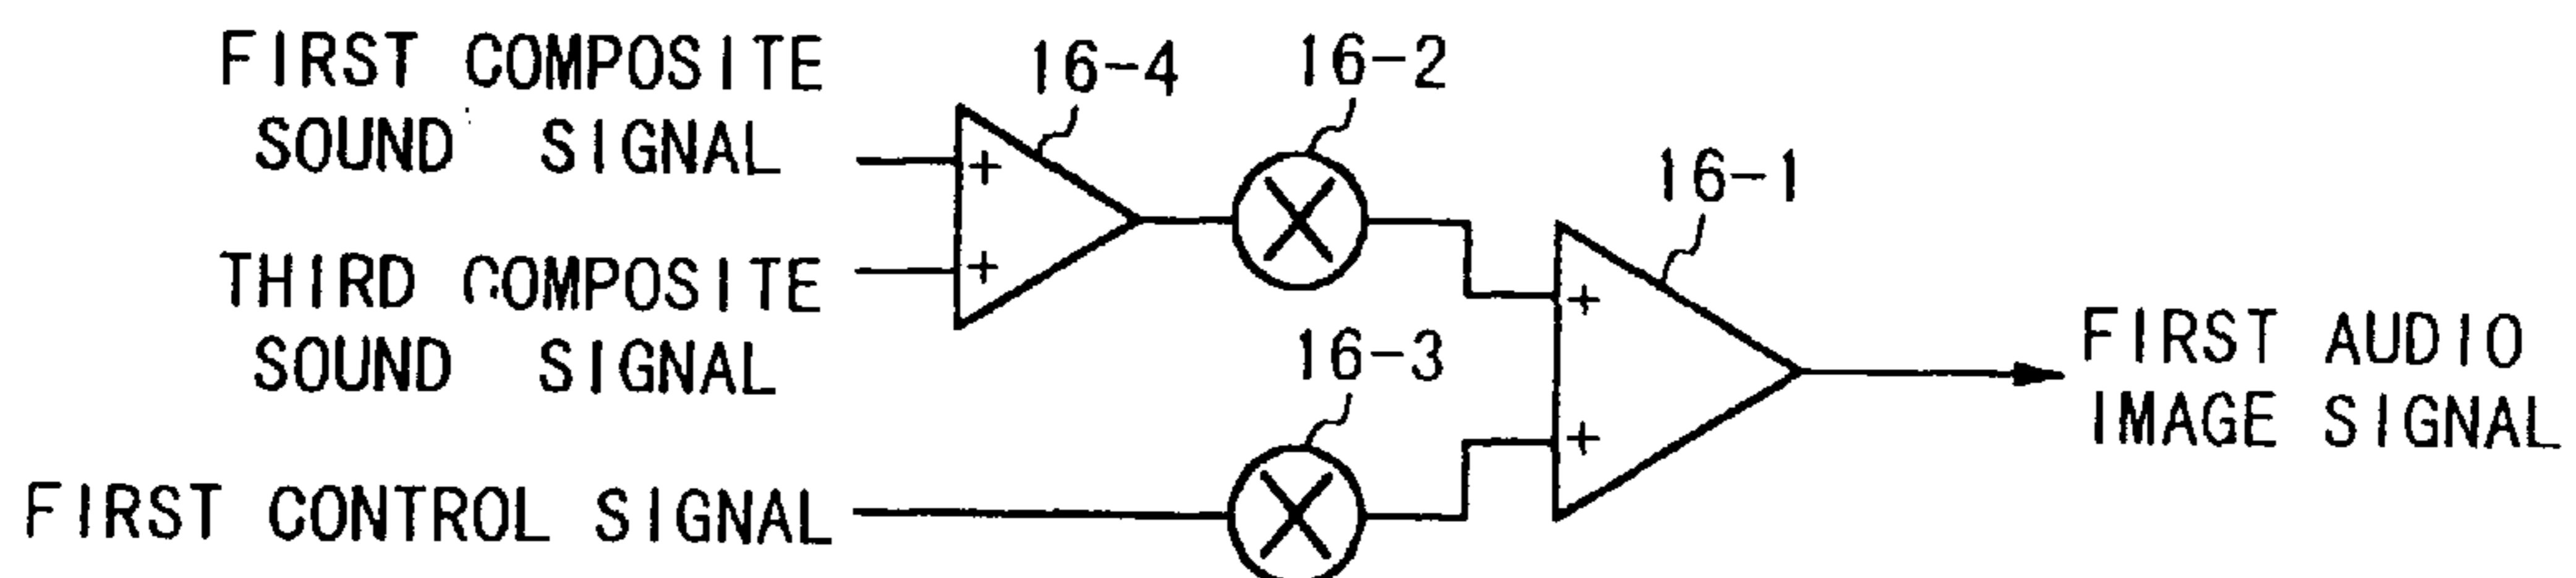 FIRST COMPOSITE
SOUND SIGNAL
16-4
16-2
16-1
+
+
THIRD COMPOSITE
SOUND SIGNAL
16-3
+
+
FIRST AUDIO
IMAGE SIGNAL
FIRST CONTROL SIGNAL